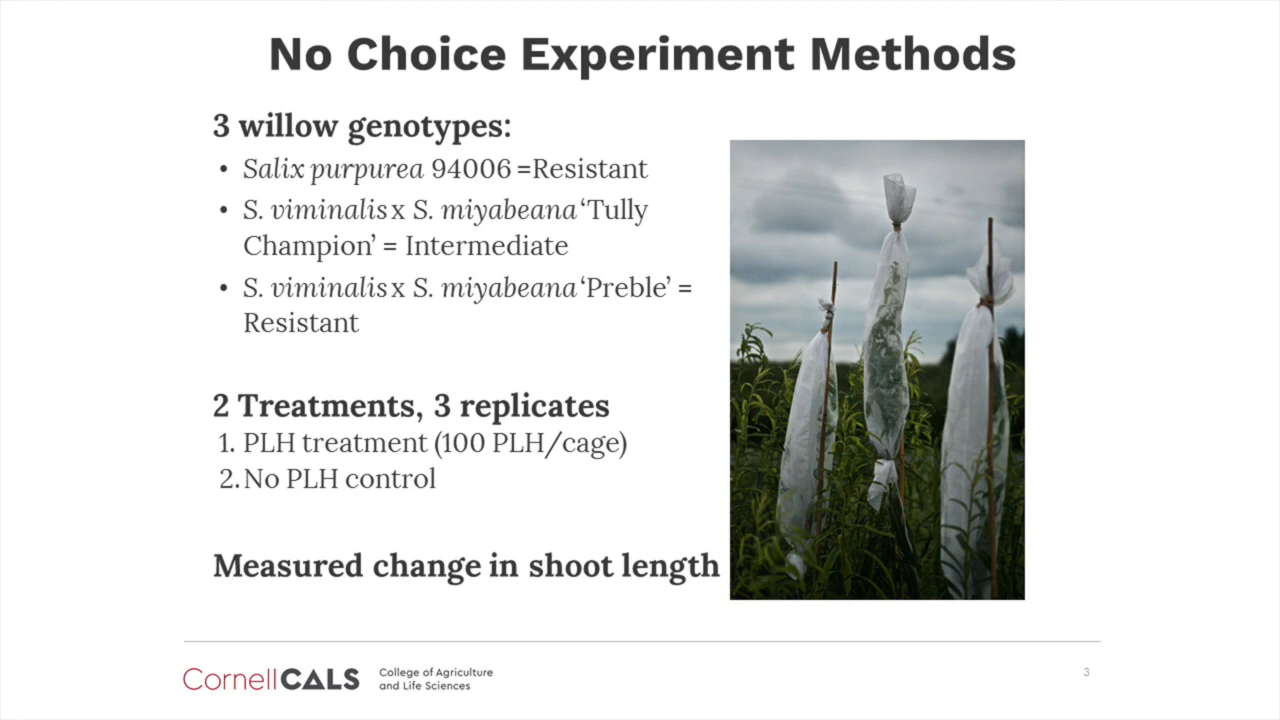 No Choice Experiment Methods
3 willow genotypes:
• Salix purpurea 94006 =Resistant
• S. viminalis x S. miyabeana ‘Tully
Champion’ = Intermediate
• S. viminalis x S. miyabeana ‘Preble’ =
Resistant
2 Treatments, 3 replicates
1. PLH treatment (100 PLH/cage)
2. No PLH control
Measured change in shoot length
CornellCALS
College of Agriculture
and Life Sciences
3